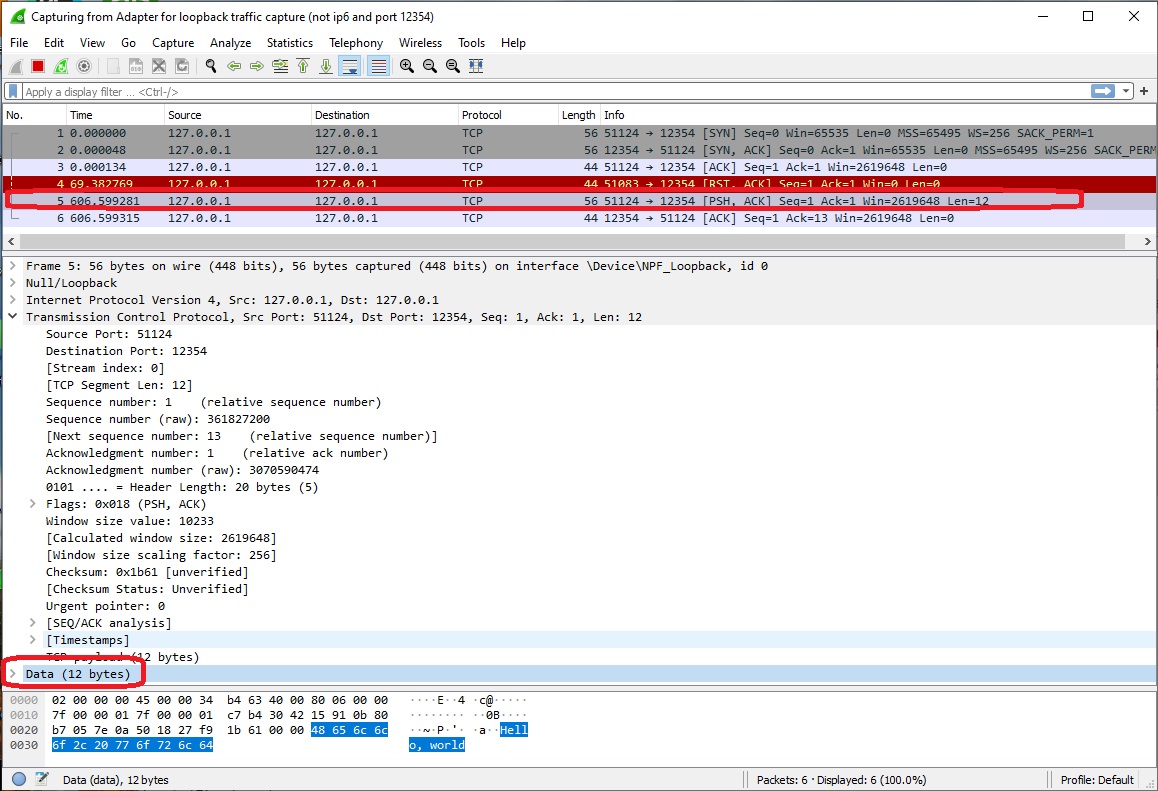 Capturing from Adapter for loopback traffic capture (not ip6 and port 12354)
File Edit View Go Capture Analyze Statistics Telephony Wireless Tools Help
Apply a display filter ... <Ctrl-/>
No. Time Source Destination Protocol Length Info
1 0.000000 127.0.0.1 127.0.0.1 TCP 56 51124 → 12354 [SYN] Seq=0 Win=65535 Len=0 MSS=65495 WS=256 SACK_PERM=1
2 0.000048 127.0.0.1 127.0.0.1 TCP 56 12354 → 51124 [SYN, ACK] Seq=0 Ack=1 Win=65535 Len=0 MSS=65495 WS=256 SACK_PERM
3 0.000134 127.0.0.1 127.0.0.1 TCP 44 51124 → 12354 [ACK] Seq=1 Ack=1 Win=2619648 Len=0
4 69.382769 127.0.0.1 127.0.0.1 TCP 44 51083 → 12354 [RST, ACK] Seq=1 Ack=1 Win=0 Len=0
5 606.599281 127.0.0.1 127.0.0.1 TCP 56 51124 → 12354 [PSH, ACK] Seq=1 Ack=1 Win=2619648 Len=12
6 606.599315 127.0.0.1 127.0.0.1 TCP 44 12354 → 51124 [ACK] Seq=1 Ack=13 Win=2619648 Len=0
Frame 5: 56 bytes on wire (448 bits), 56 bytes captured (448 bits) on interface \Device\NPF_Loopback, id 0
Null/Loopback
Internet Protocol Version 4, Src: 127.0.0.1, Dst: 127.0.0.1
Transmission Control Protocol, Src Port: 51124, Dst Port: 12354, Seq: 1, Ack: 1, Len: 12
Source Port: 51124
Destination Port: 12354
[Stream index: 0]
[TCP Segment Len: 12]
Sequence number: 1 (relative sequence number)
Sequence number (raw): 361827200
[Next sequence number: 13 (relative sequence number)]
Acknowledgment number: 1 (relative ack number)
Acknowledgment number (raw): 3070590474
0101 .... = Header Length: 20 bytes (5)
Flags: 0x018 (PSH, ACK)
Window size value: 10233
[Calculated window size: 2619648]
[Window size scaling factor: 256]
Checksum: 0x1b61 [unverified]
[Checksum Status: Unverified]
Urgent pointer: 0
[SEQ/ACK analysis]
[Timestamps]
TCP payload (12 bytes)
Data (12 bytes)
0000 02 00 00 00 45 00 00 34 b4 63 40 00 80 06 00 00 ····E··4 ·c@·····
0010 7f 00 00 01 7f 00 00 01 c7 b4 30 42 15 91 0b 80 ········ ··0B····
0020 b7 05 7e 0a 50 18 27 f9 1b 61 00 00 48 65 6c 6c ··~·P·'· ·a··Hell
0030 6f 2c 20 77 6f 72 6c 64 o, world
Data (data), 12 bytes Packets: 6 · Displayed: 6 (100.0%) Profile: Default